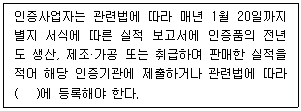 인증사업자는 관련법에 따라 매년 1월 20일까지
별지 서식에 따른 실적 보고서에 인증품의 전년
도 생산, 제조·가공 또는 취급하여 판매한 실적을
적어 해당 인증기관에 제출하거나 관련법에 따라
(    )에 등록해야 한다.